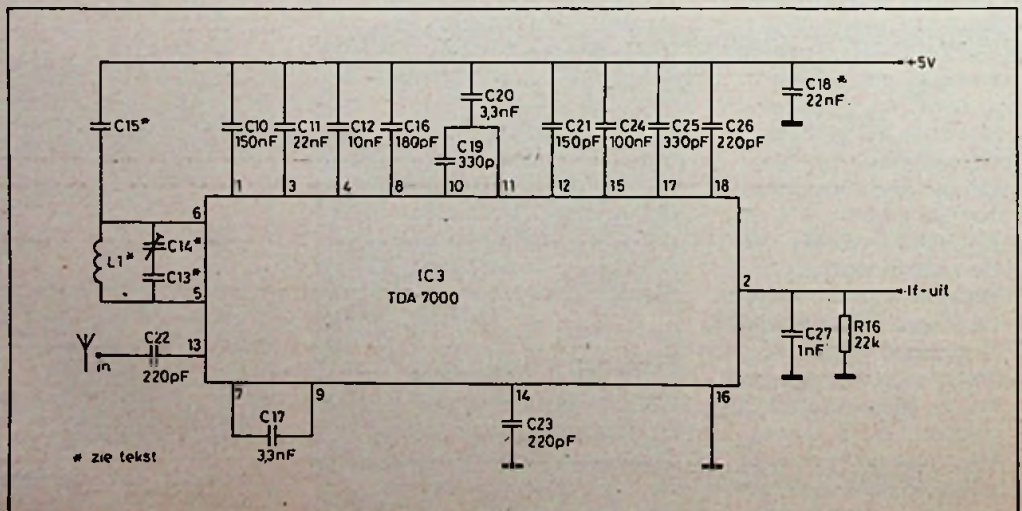 +5V
C15*
C10
150nF
C11
22nF
C12
10nF
C16
180pF
C20
3,3nF
C19
330p
C21
150pF
C24
100nF
C25
330pF
C26
220pF
C18*
22nF
1
3
4
8
10
11
12
15
17
18
6
L1*
C14*
C13*
5
IC3
TDA 7000
2
lf-uit
C27
1nF
R16
22k
in
C22
220pF
13
7
9
14
16
C17
3,3nF
C23
220pF
* zie tekst